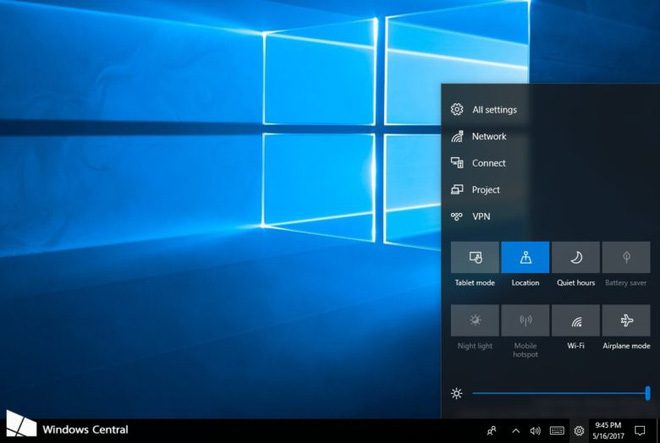 All settings
Network
Connect
Project
VPN
Tablet mode
Location
Quiet hours
Battery saver
Night light
Mobile
hotspot
Wi-Fi
Airplane mode
Windows Central
9:45 PM
5/16/2017